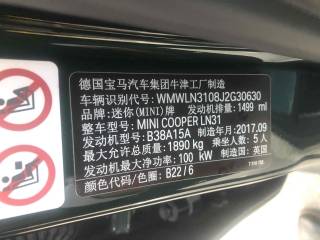 德国宝马汽车集团牛津工厂制造
车辆识别代号: WMWLN3108J2G30630
品牌: 迷你(MINI)牌 发动机排量: 1499 ml
整车型号: MINI COOPER LN31
发动机型号: B38A15A 制造年月: 2017.09
最大允许总质量: 1890 kg 乘坐人数: 5 人
发动机最大净功率: 100 kW 制造国: 英国
颜色代码/色国: B22 / 6